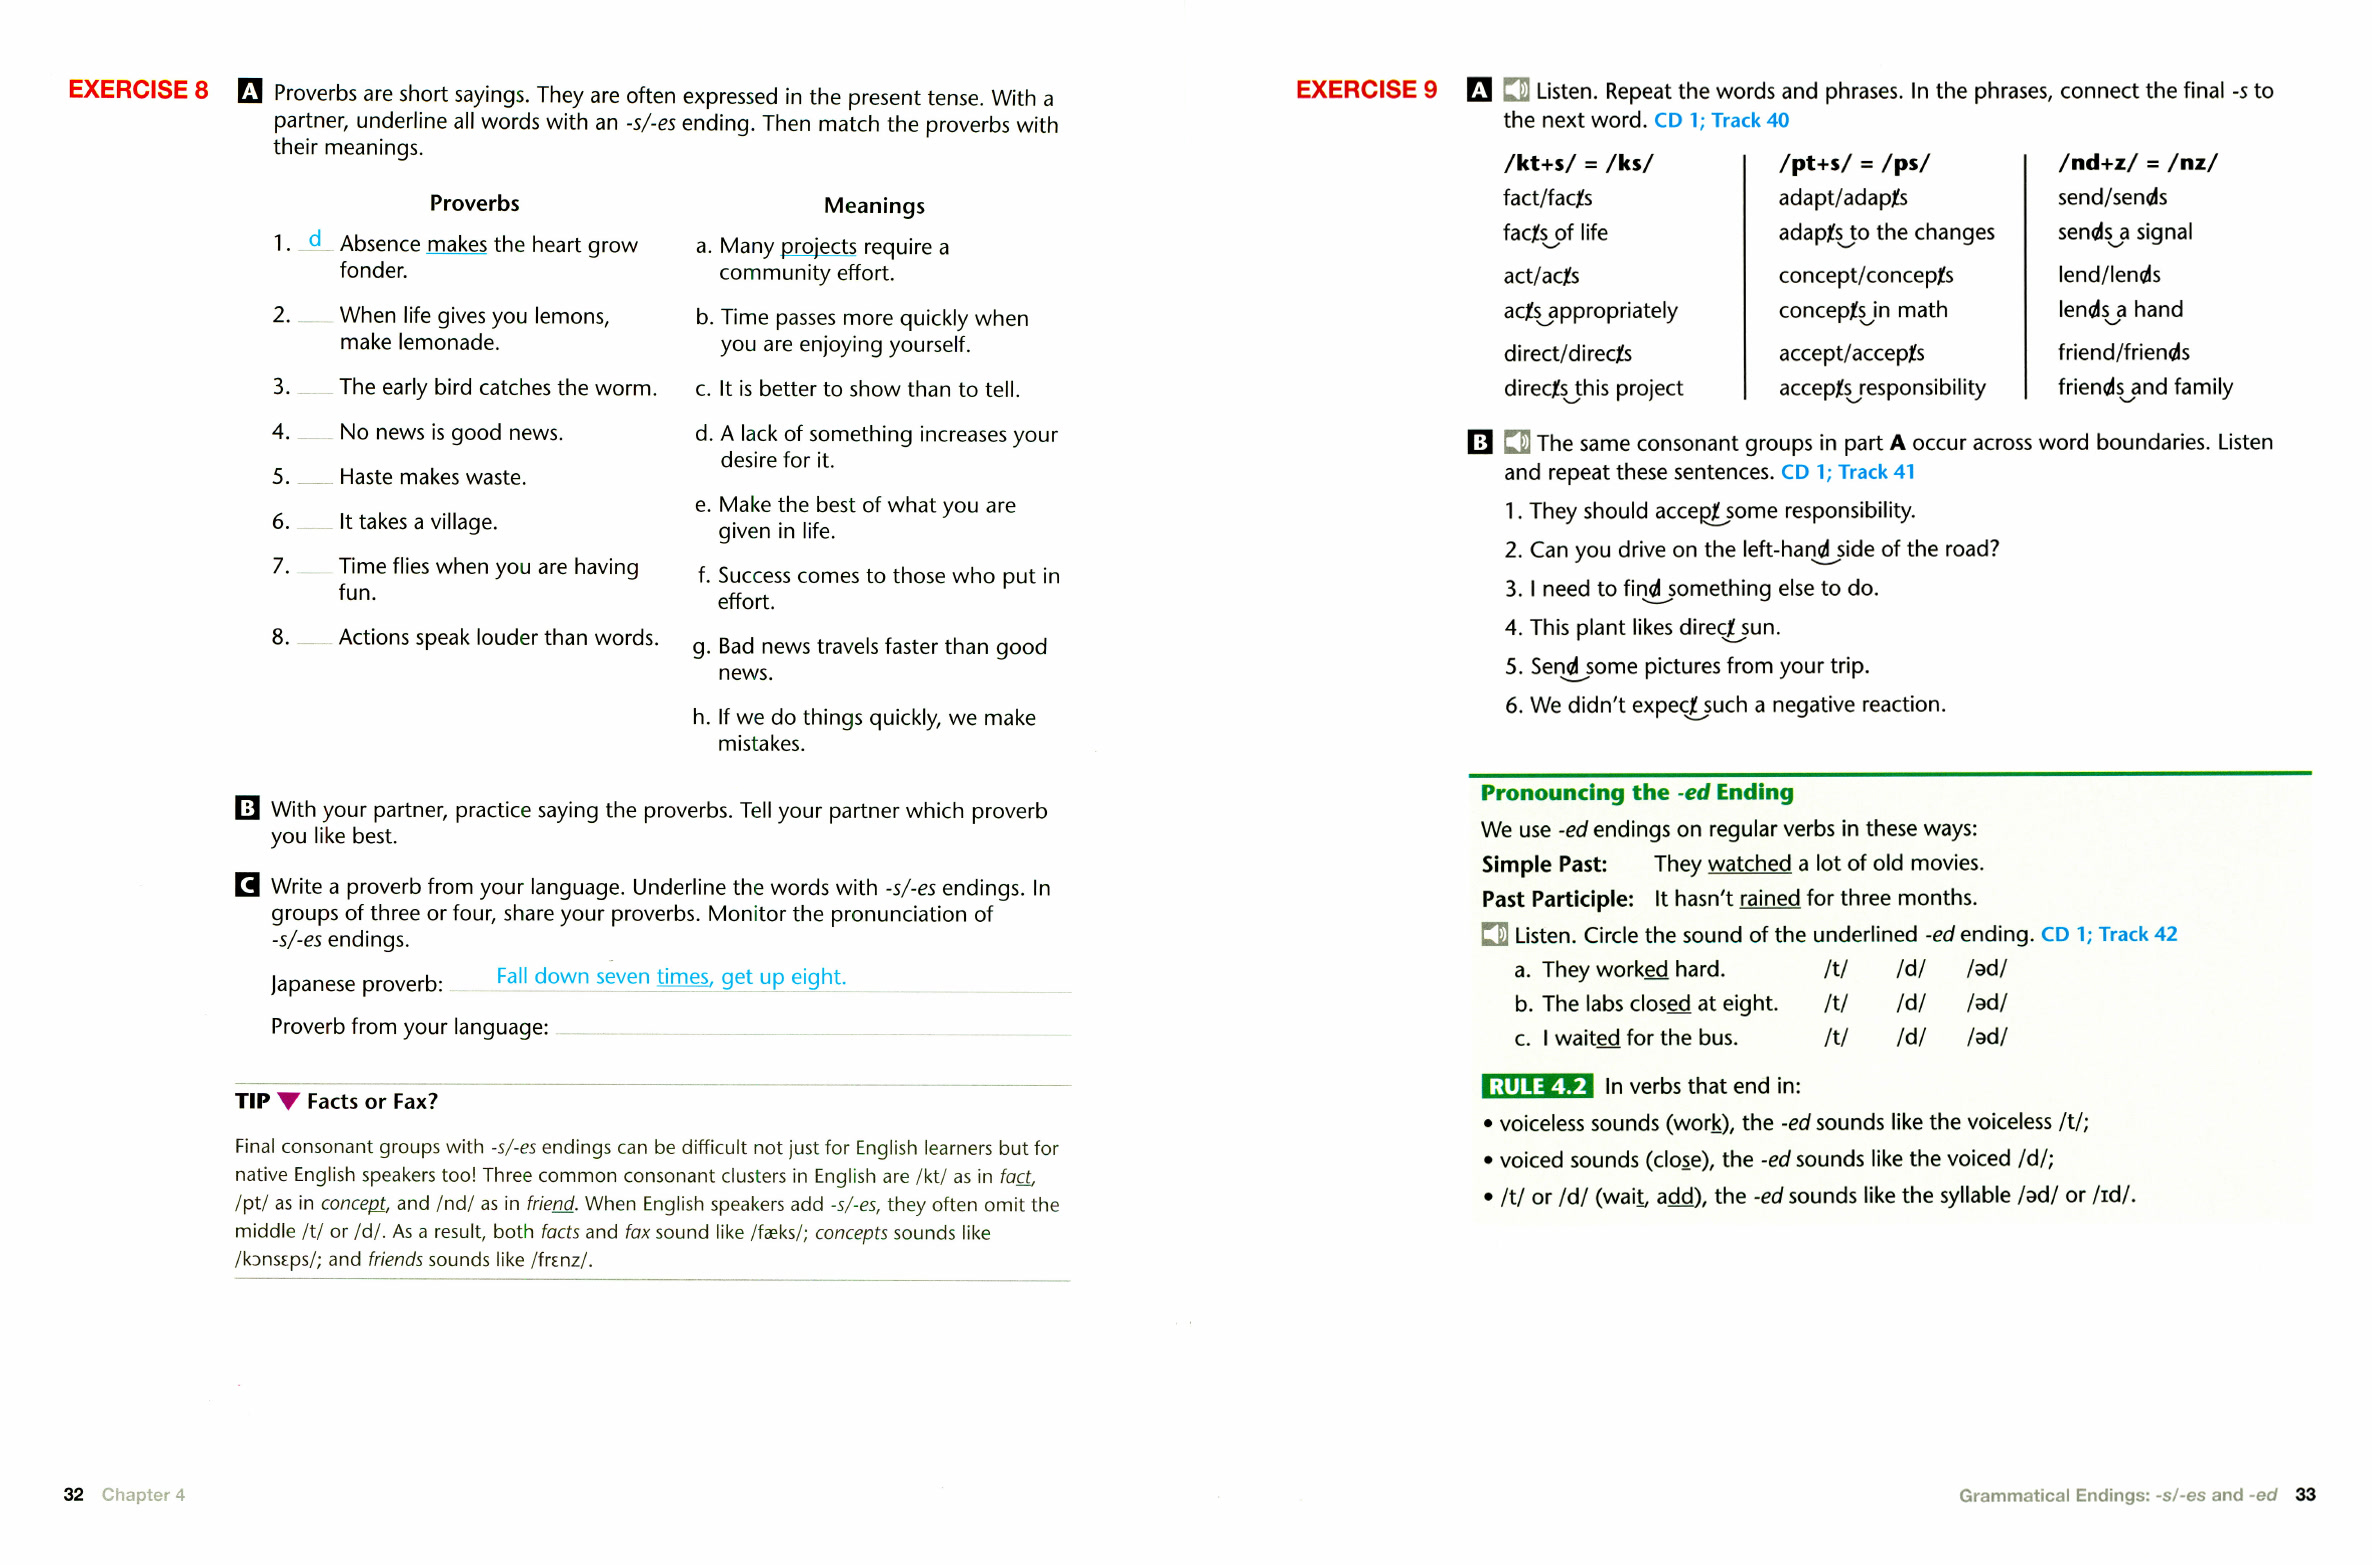 EXERCISE 8 A Proverbs are short sayings. They are often expressed in the present tense. With a
partner, underline all words with an -s/-es ending. Then match the proverbs with
their meanings.
Proverbs
1. d Absence makes the heart grow
fonder.
2. ___ When life gives you lemons,
make lemonade.
3. ___ The early bird catches the worm.
4. ___ No news is good news.
5. ___ Haste makes waste.
6. ___ It takes a village.
7. ___ Time flies when you are having
fun.
8. ___ Actions speak louder than words.
Meanings
a. Many projects require a
community effort.
b. Time passes more quickly when
you are enjoying yourself.
c. It is better to show than to tell.
d. A lack of something increases your
desire for it.
e. Make the best of what you are
given in life.
f. Success comes to those who put in
effort.
g. Bad news travels faster than good
news.
h. If we do things quickly, we make
mistakes.
B With your partner, practice saying the proverbs. Tell your partner which proverb
you like best.
C Write a proverb from your language. Underline the words with -s/-es endings. In
groups of three or four, share your proverbs. Monitor the pronunciation of
-s/-es endings.
Japanese proverb: Fall down seven times, get up eight.
Proverb from your language: ___
TIP ▼ Facts or Fax?
Final consonant groups with -s/-es endings can be difficult not just for English learners but for
native English speakers too! Three common consonant clusters in English are /kt/ as in fact,
/pt/ as in concept, and /nd/ as in friend. When English speakers add -s/-es, they often omit the
middle /t/ or /d/. As a result, both facts and fax sound like /fæks/; concepts sounds like
/kɔnsɛps/; and friends sounds like /frɛnz/.
32 Chapter 4
EXERCISE 9 A Listen. Repeat the words and phrases. In the phrases, connect the final -s to
the next word. CD 1; Track 40
/kt+s/ = /ks/
fact/facts
facts of life
act/acts
acts appropriately
direct/directs
directs this project
/pt+s/ = /ps/
adapt/adapts
adapts to the changes
concept/concepts
concepts in math
accept/accepts
accepts responsibility
/nd+z/ = /nz/
send/sends
sends a signal
lend/lends
lends a hand
friend/friends
friends and family
B The same consonant groups in part A occur across word boundaries. Listen
and repeat these sentences. CD 1; Track 41
1. They should accept some responsibility.
2. Can you drive on the left-hand side of the road?
3. I need to find something else to do.
4. This plant likes direct sun.
5. Send some pictures from your trip.
6. We didn't expect such a negative reaction.
Pronouncing the -ed Ending
We use -ed endings on regular verbs in these ways:
Simple Past: They watched a lot of old movies.
Past Participle: It hasn't rained for three months.
Listen. Circle the sound of the underlined -ed ending. CD 1; Track 42
a. They worked hard. /t/ /d/ /əd/
b. The labs closed at eight. /t/ /d/ /əd/
c. I waited for the bus. /t/ /d/ /əd/
RULE 4.2 In verbs that end in:
• voiceless sounds (work), the -ed sounds like the voiceless /t/;
• voiced sounds (close), the -ed sounds like the voiced /d/;
• /t/ or /d/ (wait, add), the -ed sounds like the syllable /əd/ or /ɪd/.
Grammatical Endings: -s/-es and -ed 33